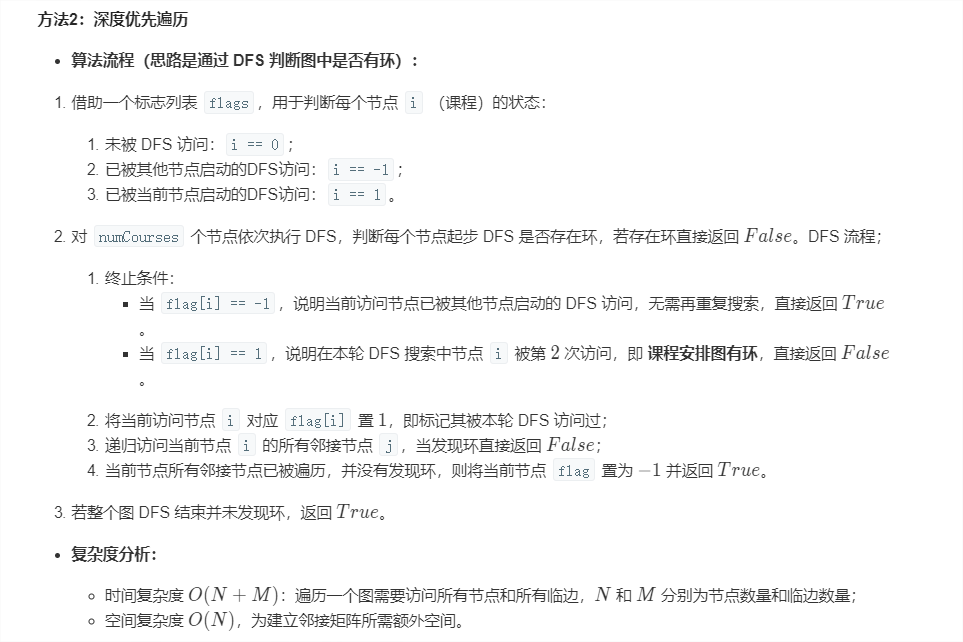 方法2：深度优先遍历
• 算法流程（思路是通过 DFS 判断图中是否有环）：
1. 借助一个标志列表 flags ，用于判断每个节点 i （课程）的状态：
1. 未被 DFS 访问： i == 0 ；
2. 已被其他节点启动的DFS访问： i == -1 ；
3. 已被当前节点启动的DFS访问： i == 1 。
2. 对 numCourses 个节点依次执行 DFS，判断每个节点起步 DFS 是否存在环，若存在环直接返回 False。DFS 流程；
1. 终止条件：
▪ 当 flag[i] == -1 ，说明当前访问节点已被其他节点启动的 DFS 访问，无需再重复搜索，直接返回 True
。
▪ 当 flag[i] == 1 ，说明在本轮 DFS 搜索中节点 i 被第 2 次访问，即 课程安排图有环，直接返回 False
。
2. 将当前访问节点 i 对应 flag[i] 置 1，即标记其被本轮 DFS 访问过；
3. 递归访问当前节点 i 的所有邻接节点 j ，当发现环直接返回 False；
4. 当前节点所有邻接节点已被遍历，并没有发现环，则将当前节点 flag 置为 −1 并返回 True。
3. 若整个图 DFS 结束并未发现环，返回 True。
• 复杂度分析：
◦ 时间复杂度 O(N + M)：遍历一个图需要访问所有节点和所有临边，N 和 M 分别为节点数量和临边数量；
◦ 空间复杂度 O(N)，为建立邻接矩阵所需额外空间。